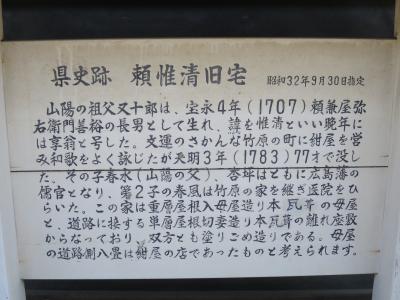 県史跡 頼惟清旧宅 昭和32年9月30日指定
山陽の祖父又十郎は、宝永4年(1707)頼兼屋弥
右衛門善裕の長男として生れ、諱を惟清といい晩年に
は享翁と号した。文運のさかんな竹原の町に紺屋を営
み和歌をよく詠じたが天明3年(1783)77才で没し
た。その子春水(山陽の父)、杏坪はともに広島藩の
儒官となり、第2子の春風は竹原の家を継ぎ医院をひ
らいた。この家は重層屋根入母屋造り本瓦葺の母屋
と、道路に接する単層屋根切妻造り本瓦葺の離れ座敷
からなっており、双方とも塗りごめ造りである。母屋
の道路側八畳は紺屋の店であったものと考えられます。